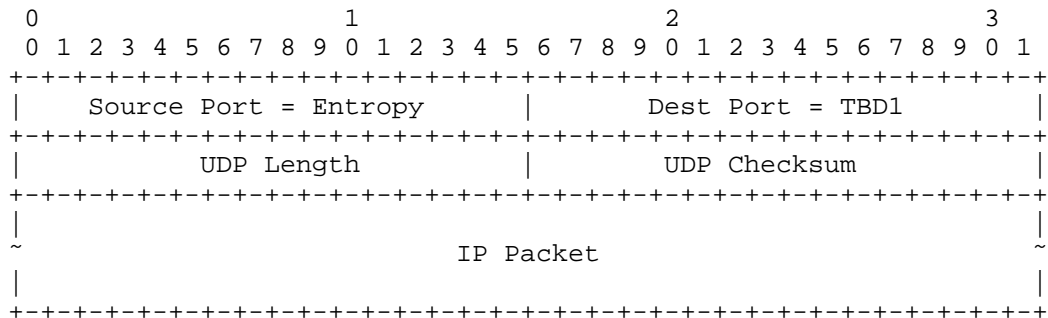 0                   1                   2                   3
 0 1 2 3 4 5 6 7 8 9 0 1 2 3 4 5 6 7 8 9 0 1 2 3 4 5 6 7 8 9 0 1
+-+-+-+-+-+-+-+-+-+-+-+-+-+-+-+-+-+-+-+-+-+-+-+-+-+-+-+-+-+-+-+-+
|    Source Port = Entropy      |       Dest Port = TBD1        |
+-+-+-+-+-+-+-+-+-+-+-+-+-+-+-+-+-+-+-+-+-+-+-+-+-+-+-+-+-+-+-+-+
|           UDP Length          |        UDP Checksum           |
+-+-+-+-+-+-+-+-+-+-+-+-+-+-+-+-+-+-+-+-+-+-+-+-+-+-+-+-+-+-+-+-+
|                                                               |
~                           IP Packet                           ~
|                                                               |
+-+-+-+-+-+-+-+-+-+-+-+-+-+-+-+-+-+-+-+-+-+-+-+-+-+-+-+-+-+-+-+-+